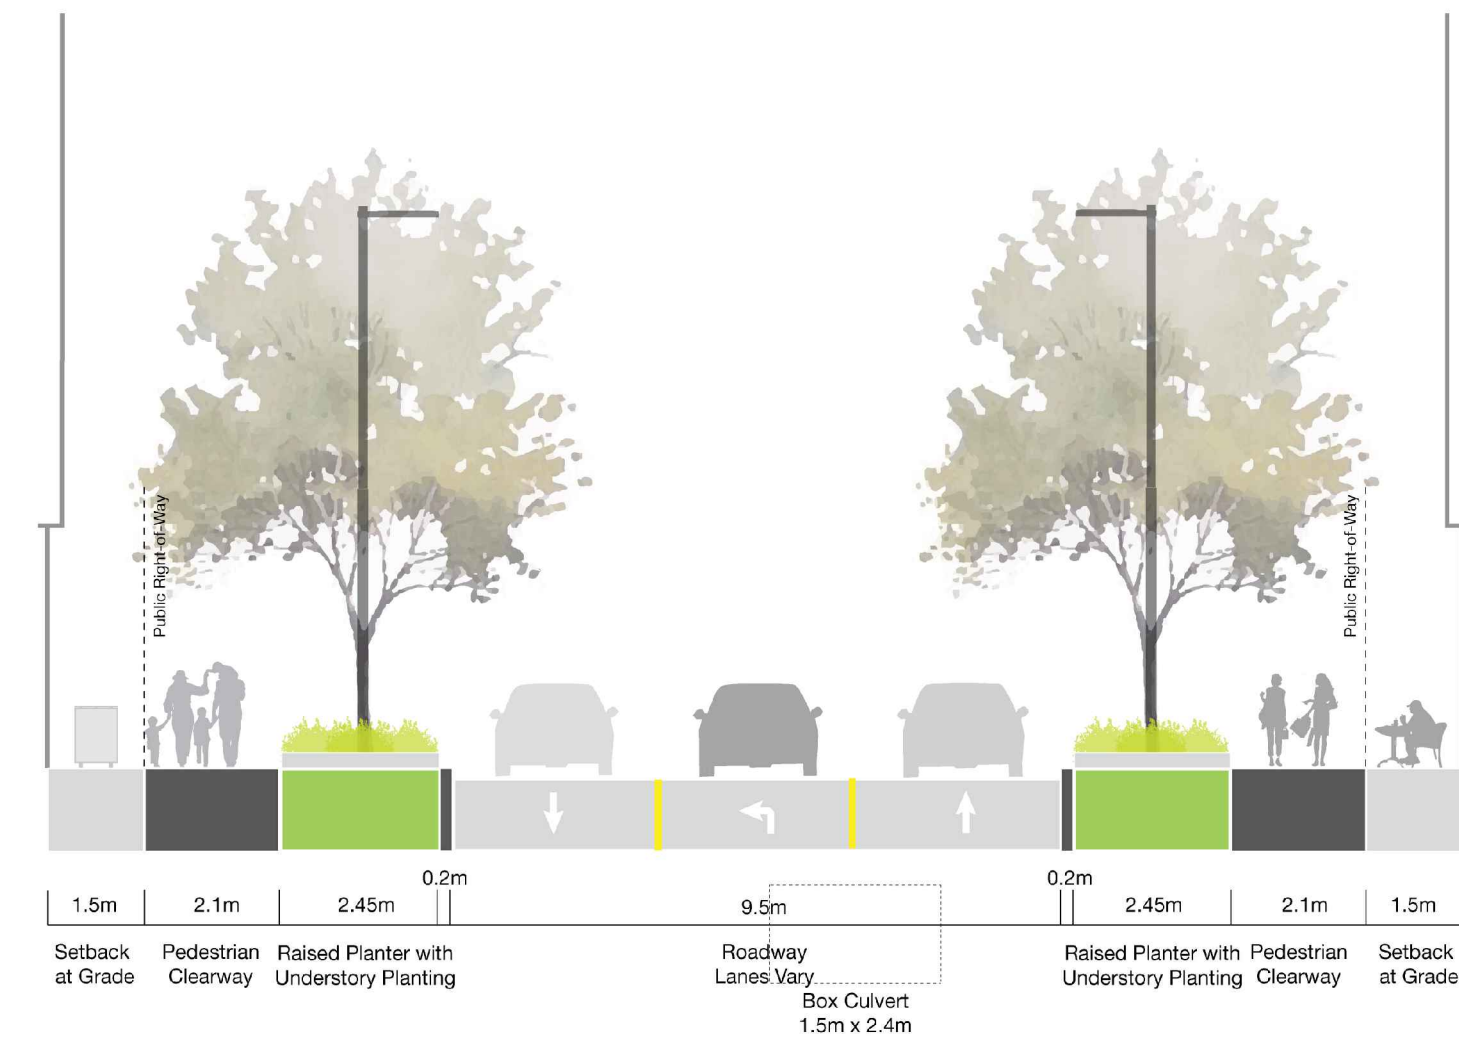 Public Right-of-Way
Public Right-of-Way
0.2m
0.2m
1.5m
2.1m
2.45m
9.5m
2.45m
2.1m
1.5m
Setback
at Grade
Pedestrian
Clearway
Raised Planter with
Understory Planting
Roadway
Lanes Vary
Raised Planter with
Understory Planting
Pedestrian
Clearway
Setback
at Grade
Box Culvert
1.5m x 2.4m